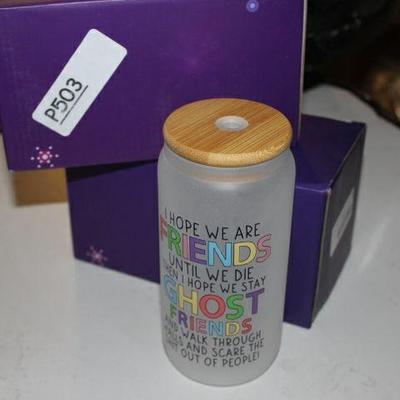 P503
I HOPE WE ARE
FRIENDS
UNTIL WE DIE
THEN I HOPE WE STAY
GHOST
FRIENDS
AND WALK THROUGH
AND SCARE THE
OUT OF PEOPLE!